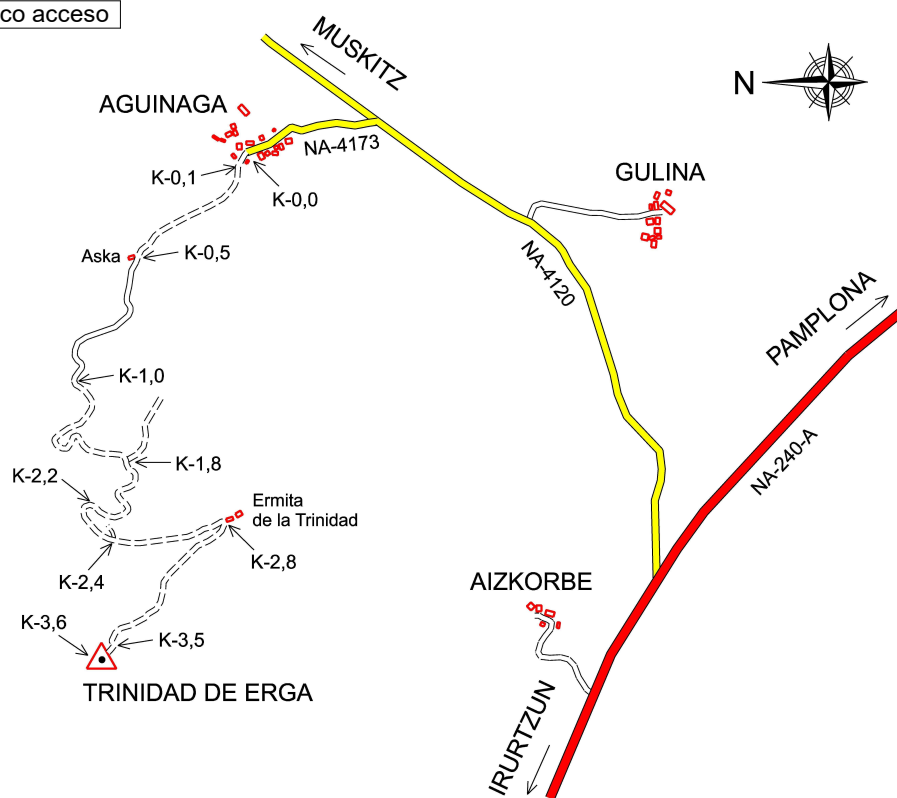 co acceso
MUSKITZ
N
AGUINAGA
NA-4173
GULINA
K-0,1
K-0,0
Aska
K-0,5
NA-4120
PAMPLONA
K-1,0
NA-240-A
K-2,2
K-1,8
Ermita
de la Trinidad
K-2,8
K-2,4
AIZKORBE
K-3,6
K-3,5
TRINIDAD DE ERGA
IRURTZUN